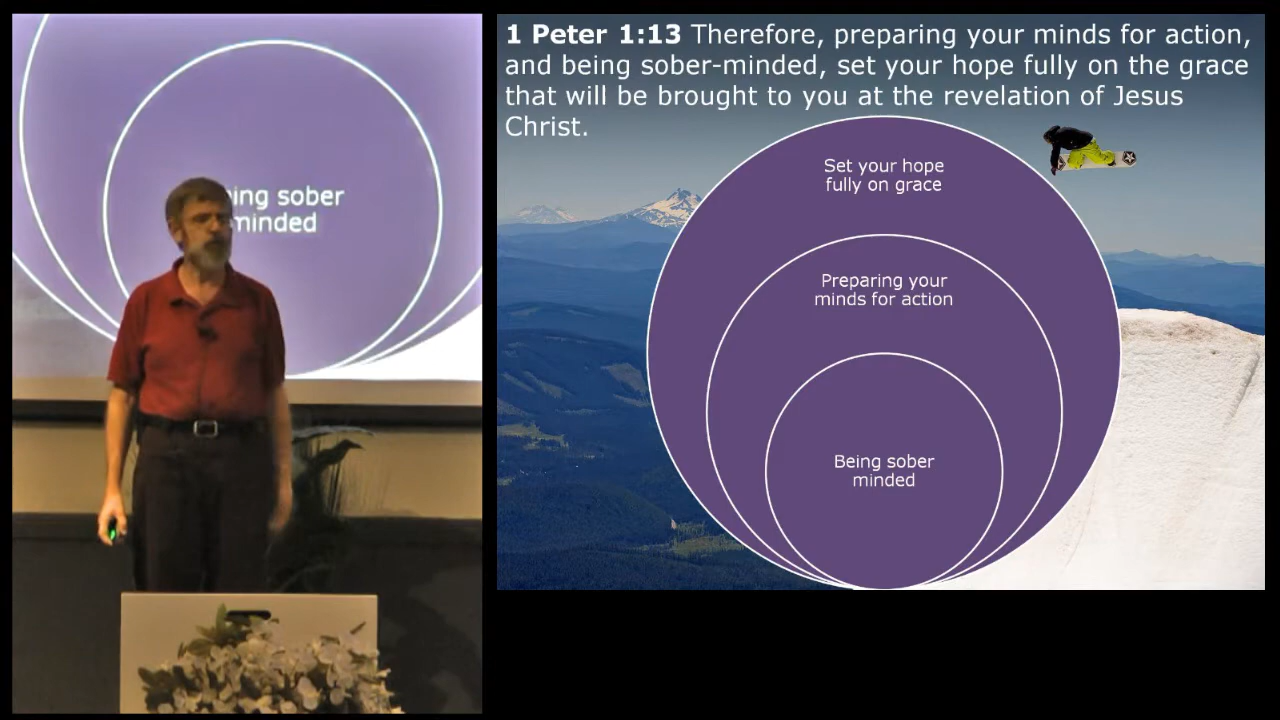 ing sober
minded
1 Peter 1:13 Therefore, preparing your minds for action,
and being sober-minded, set your hope fully on the grace
that will be brought to you at the revelation of Jesus
Christ.
Set your hope
fully on grace
Preparing your
minds for action
Being sober
minded